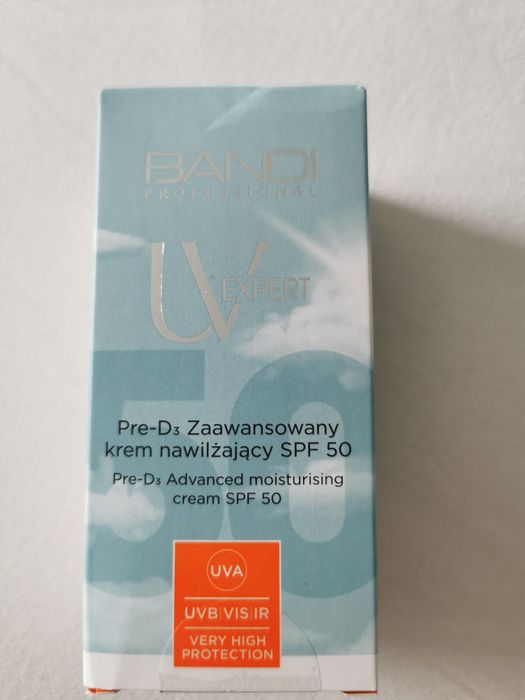 BANDI
PROFESSIONAL
UV EXPERT
50
Pre-D₃ Zaawansowany
krem nawilżający SPF 50
Pre-D₃ Advanced moisturising
cream SPF 50
UVA
UVB|VIS|IR
VERY HIGH
PROTECTION